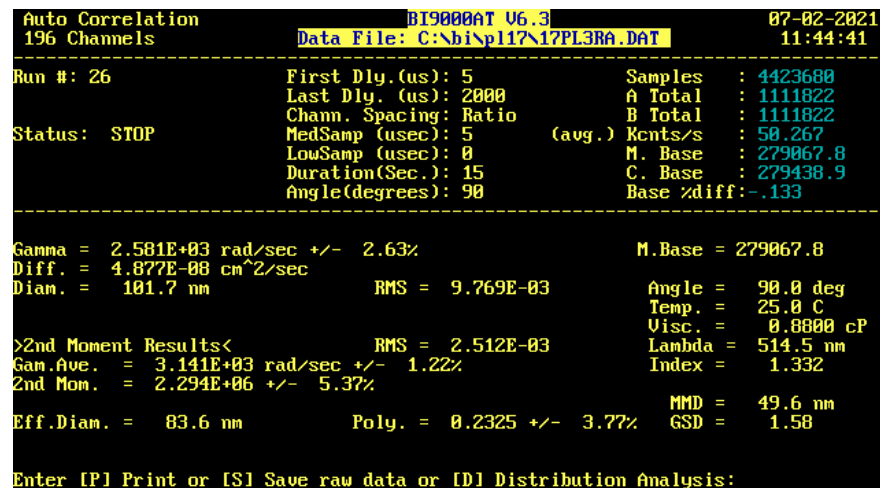 Auto Correlation BI9000AT V6.3 07-02-2021
196 Channels Data File: C:\bi\pl17\17PL3RA.DAT 11:44:41
Run #: 26 First Dly.(us): 5 Samples : 4423680
Last Dly. (us): 2000 A Total : 1111822
Chann. Spacing: Ratio B Total : 1111822
Status: STOP MedSamp (usec): 5 (avg.) Kcnts/s : 50.267
LowSamp (usec): 0 M. Base : 279067.8
Duration(Sec.): 15 C. Base : 279438.9
Angle(degrees): 90 Base %diff:-.133
Gamma = 2.581E+03 rad/sec +/- 2.63% M.Base = 279067.8
Diff. = 4.877E-08 cm^2/sec
Diam. = 101.7 nm RMS = 9.769E-03 Angle = 90.0 deg
Temp. = 25.0 C
Visc. = 0.8800 cP
>2nd Moment Results< RMS = 2.512E-03 Lambda = 514.5 nm
Gam.Ave. = 3.141E+03 rad/sec +/- 1.22% Index = 1.332
2nd Mom. = 2.294E+06 +/- 5.37%
MMD = 49.6 nm
Eff.Diam. = 83.6 nm Poly. = 0.2325 +/- 3.77% GSD = 1.58
Enter [P] Print or [S] Save raw data or [D] Distribution Analysis: